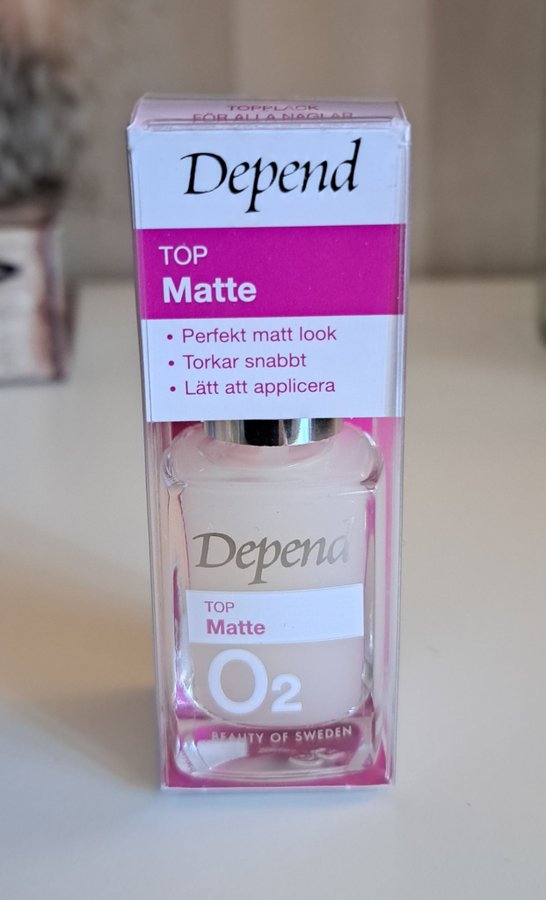 TOPPLACK
FÖR ALLA NAGLAR
Depend
TOP
Matte
• Perfekt matt look
• Torkar snabbt
• Lätt att applicera
Depend
TOP
Matte
O2
BEAUTY OF SWEDEN